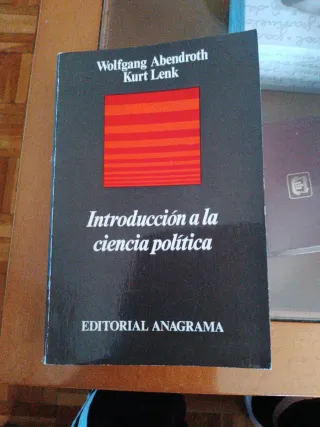 Wolfgang Abendroth
Kurt Lenk
Introducción a la
ciencia política
EDITORIAL ANAGRAMA